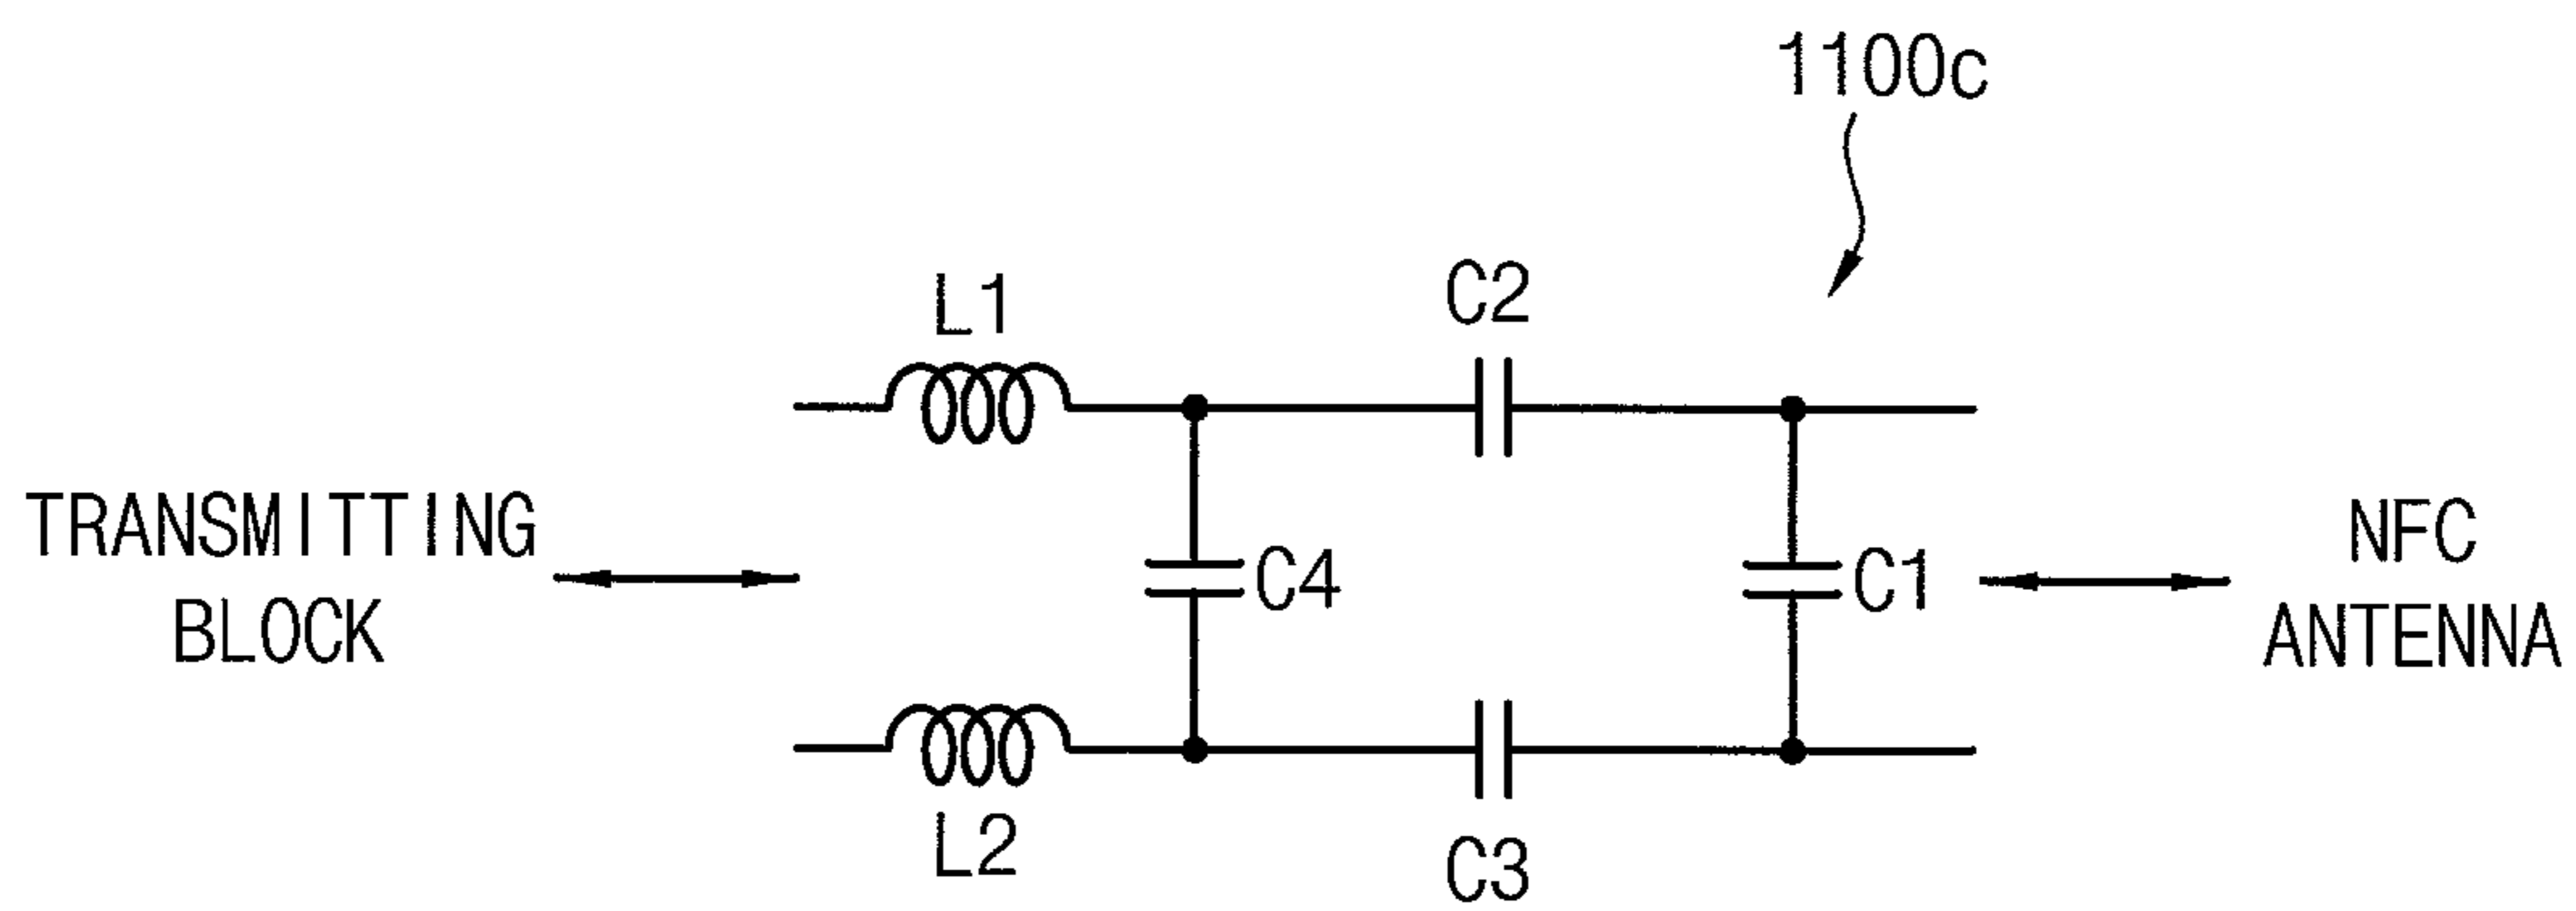 1100c
L1
C2
TRANSMITTING
BLOCK
C4
C1
NFC
ANTENNA
L2
C3